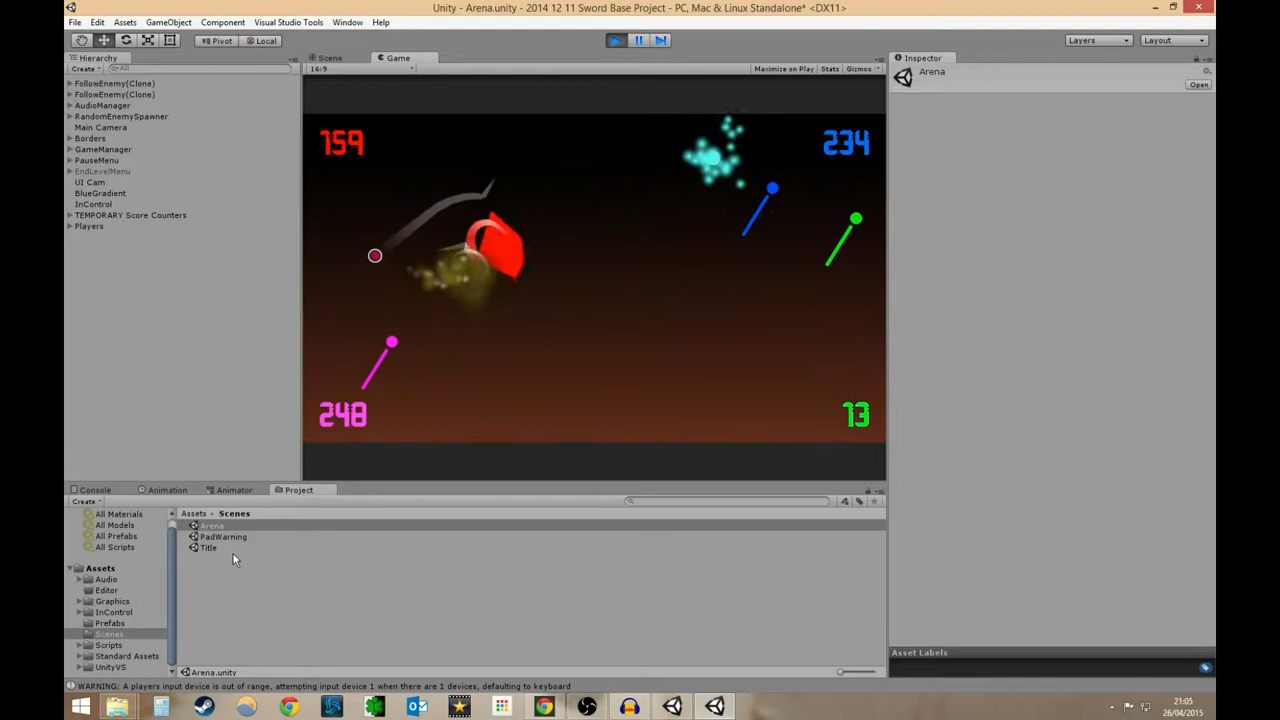 Unity - Arena.unity - 2014 12 11 Sword Base Project - PC, Mac & Linux Standalone* <DX11>
File Edit Assets GameObject Component Visual Studio Tools Window Help
Pivot Local Layers Layout
Hierarchy Scene Game Inspector
Create All 16:9 Maximize on Play Stats Gizmos Arena
Open
FollowEnemy(Clone)
FollowEnemy(Clone)
AudioManager
RandomEnemySpawner
Main Camera
Borders
GameManager
PauseMenu
EndLevelMenu
UI Cam
BlueGradient
InControl
TEMPORARY Score Counters
Players
159 234
248 13
Console Animation Animator Project
Create
All Materials
All Models
All Prefabs
All Scripts
Assets
Audio
Editor
Graphics
InControl
Prefabs
Scenes
Scripts
Standard Assets
UnityVS
Assets Scenes
Arena
PadWarning
Title
Arena.unity
Asset Labels
WARNING: A players input device is out of range, attempting input device 1 when there are 1 devices, defaulting to keyboard
21:05
26/04/2015